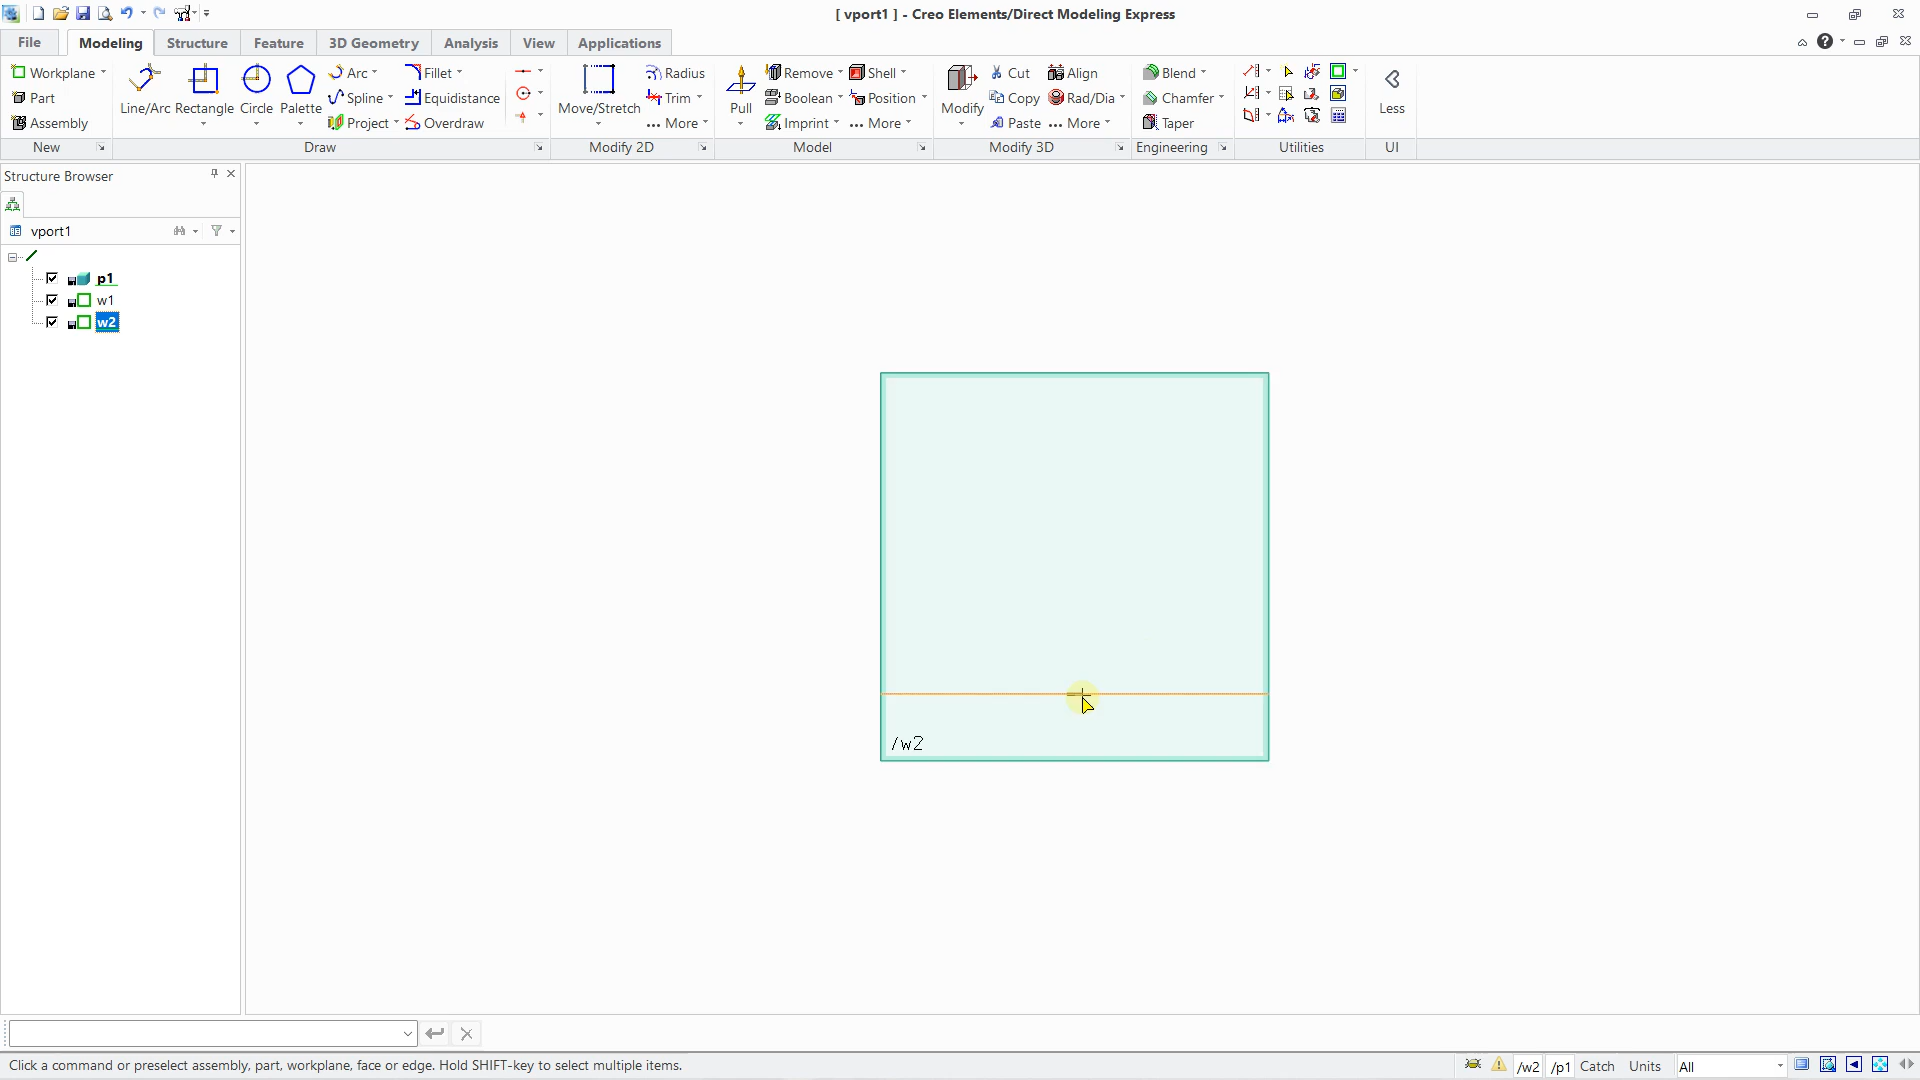 [ vport1 ] - Creo Elements/Direct Modeling Express
File Modeling Structure Feature 3D Geometry Analysis View Applications
Workplane
Part
Assembly
New
Line/Arc Rectangle Circle Palette
Arc Fillet
Spline Equidistance
Project Overdraw
Draw
Move/Stretch
Radius
Trim
... More
Modify 2D
Pull
Remove Shell
Boolean Position
Imprint ... More
Model
Modify
Cut Align
Copy Rad/Dia
Paste ... More
Modify 3D
Blend
Chamfer
Taper
Engineering
Utilities
Less
UI
Structure Browser
vport1
p1
w1
w2
/w2
Click a command or preselect assembly, part, workplane, face or edge. Hold SHIFT-key to select multiple items.
/w2 /p1 Catch Units All